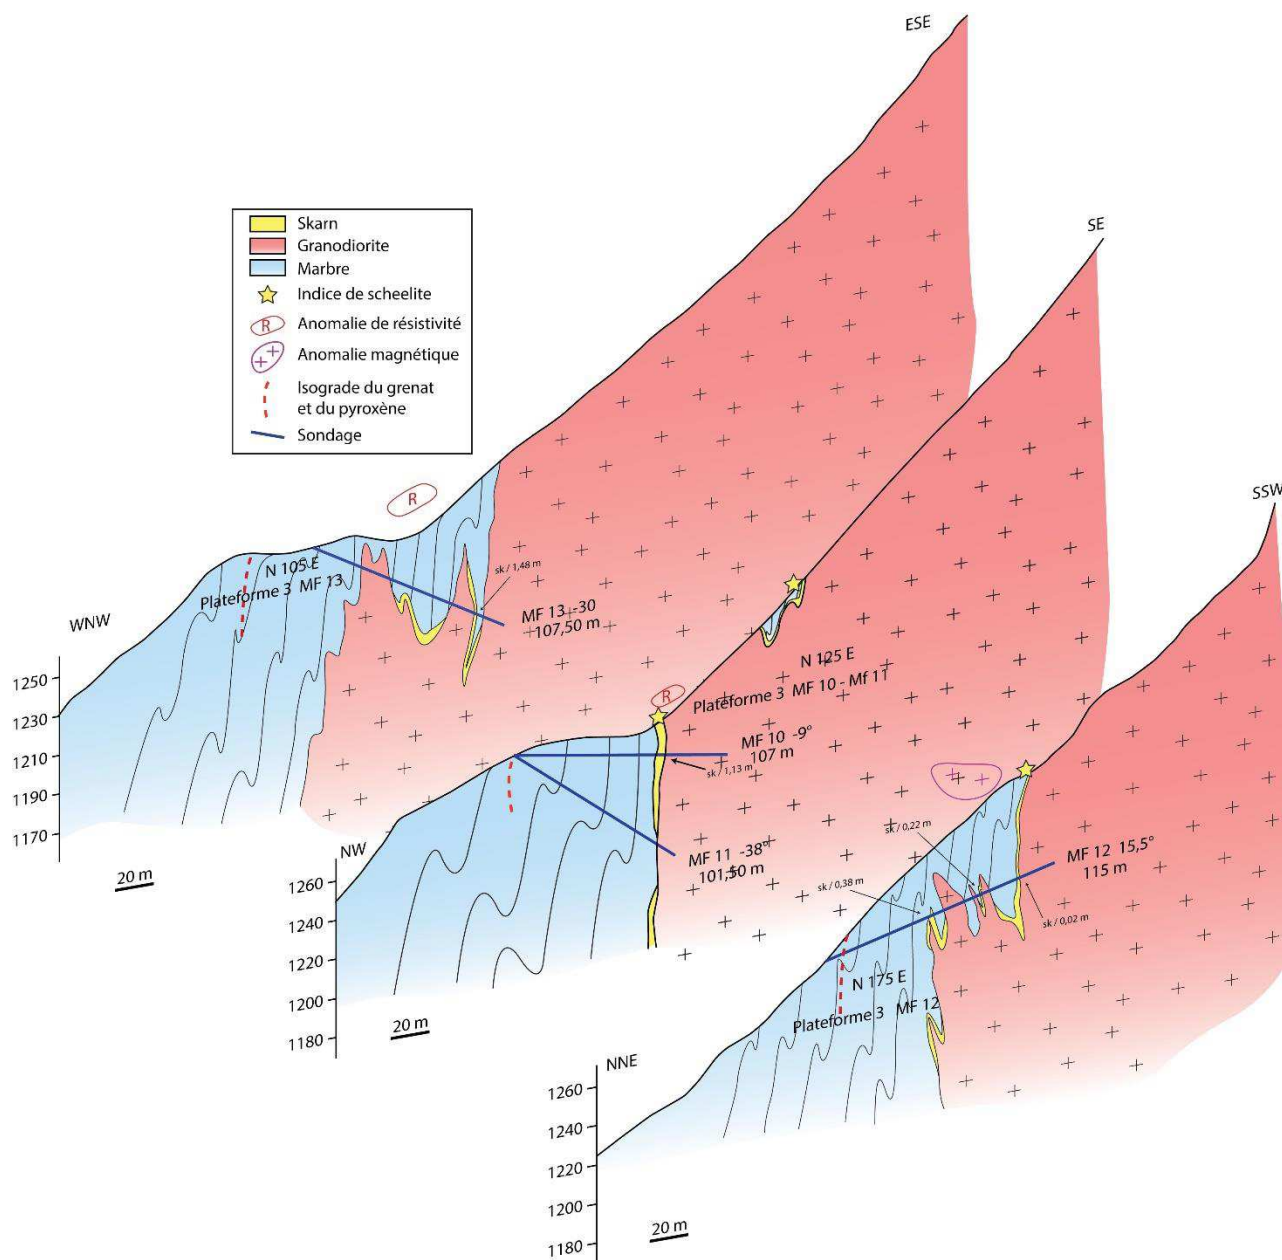 ESE
SE
SSW
Skarn
Granodiorite
Marbre
Indice de scheelite
R
Anomalie de résistivité
Anomalie magnétique
Isograde du grenat
et du pyroxène
Sondage
R
WNW
N 105 E
Plateforme 3 MF 13
sk / 1,48 m
MF 13 -30
107,50 m
1250
1230
1210
1190
1170
20 m
N 125 E
Plateforme 3 MF 10 - Mf 11
R
MF 10 -9°
107 m
sk / 1,13 m
NW
MF 11 -38°
101,50 m
1260
1240
1220
1200
1180
20 m
sk / 0,22 m
sk / 0,38 m
MF 12 15,5°
115 m
sk / 0,02 m
N 175 E
Plateforme 3 MF 12
NNE
1260
1240
1220
1200
1180
20 m